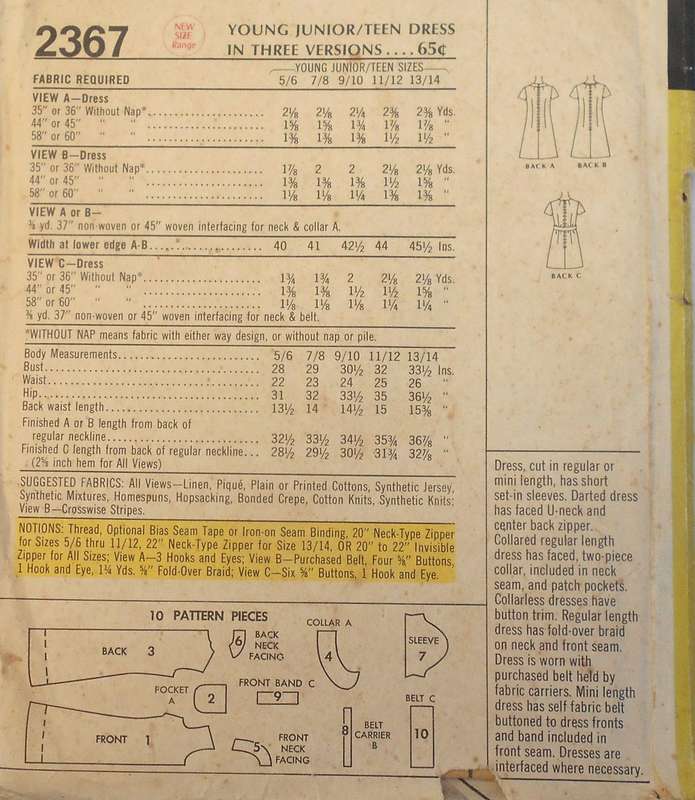 2367
NEW
SIZE
Range
YOUNG JUNIOR/TEEN DRESS
IN THREE VERSIONS....65¢
YOUNG JUNIOR/TEEN SIZES
FABRIC REQUIRED 5/6 7/8 9/10 11/12 13/14
VIEW A—Dress
35" or 36" Without Nap*. 2⅛ 2⅛ 2¼ 2⅜ 2⅜ Yds.
44" or 45" " " 1⅝ 1⅝ 1¾ 1⅞ 1⅞ "
58" or 60" " " 1⅜ 1⅜ 1⅜ 1½ 1½ "
VIEW B—Dress
35" or 36" Without Nap* 1⅞ 2 2 2⅛ 2⅛ Yds.
44" or 45" " " 1⅜ 1⅜ 1⅜ 1½ 1⅝ "
58" or 60" " " 1⅛ 1⅛ 1¼ 1⅜ 1⅜ "
VIEW A or B—
⅜ yd. 37" non-woven or 45" woven interfacing for neck & collar A.
Width at lower edge A-B 40 41 42½ 44 45½ Ins.
VIEW C—Dress
35" or 36" Without Nap* 1¾ 1¾ 2 2⅛ 2⅛ Yds.
44" or 45" " 1⅜ 1⅜ 1½ 1½ 1⅝ "
58" or 60" " " 1⅛ 1⅛ 1⅛ 1¼ 1¼ "
⅜ yd. 37" non-woven or 45" woven interfacing for neck & belt.
*WITHOUT NAP means fabric with either way design, or without nap or pile.
Body Measurements 5/6 7/8 9/10 11/12 13/14
Bust 28 29 30½ 32 33½ Ins.
Waist 22 23 24 25 26 "
Hip 31 32 33½ 35 36½ "
Back waist length 13½ 14 14½ 15 15⅜ "
Finished A or B length from back of
regular neckline 32½ 33½ 34½ 35¾ 36⅞ "
Finished C length from back of regular neckline... 28½ 29½ 30½ 31¾ 32⅞ "
(2⅝ inch hem for All Views)
SUGGESTED FABRICS: All Views—Linen, Piqué, Plain or Printed Cottons, Synthetic Jersey,
Synthetic Mixtures, Homespuns, Hopsacking, Bonded Crepe, Cotton Knits, Synthetic Knits;
View B—Crosswise Stripes.
NOTIONS: Thread, Optional Bias Seam Tape or Iron-on Seam Binding, 20" Neck-Type Zipper
for Sizes 5/6 thru 11/12, 22" Neck-Type Zipper for Size 13/14, OR 20" to 22" Invisible
Zipper for All Sizes; View A—3 Hooks and Eyes; View B—Purchased Belt, Four ⅝" Buttons,
1 Hook and Eye, 1¼ Yds. ⅝" Fold-Over Braid; View C—Six ⅝" Buttons, 1 Hook and Eye.
10 PATTERN PIECES
BACK 3
6
BACK
NECK
FACING
COLLAR A
4
SLEEVE
7
POCKET
A
2
FRONT BAND C
9
BELT C
10
FRONT 1
5
FRONT
NECK
FACING
8
BELT
CARRIER
B
BACK A
BACK B
BACK C
Dress, cut in regular or
mini length, has short
set-in sleeves. Darted dress
has faced U-neck and
center back zipper.
Collared regular length
dress has faced, two-piece
collar, included in neck
seam, and patch pockets.
Collarless dresses have
button trim. Regular length
dress has fold-over braid
on neck and front seam.
Dress is worn with
purchased belt held by
fabric carriers. Mini length
dress has self fabric belt
buttoned to dress fronts
and band included in
front seam. Dresses are
interfaced where necessary.